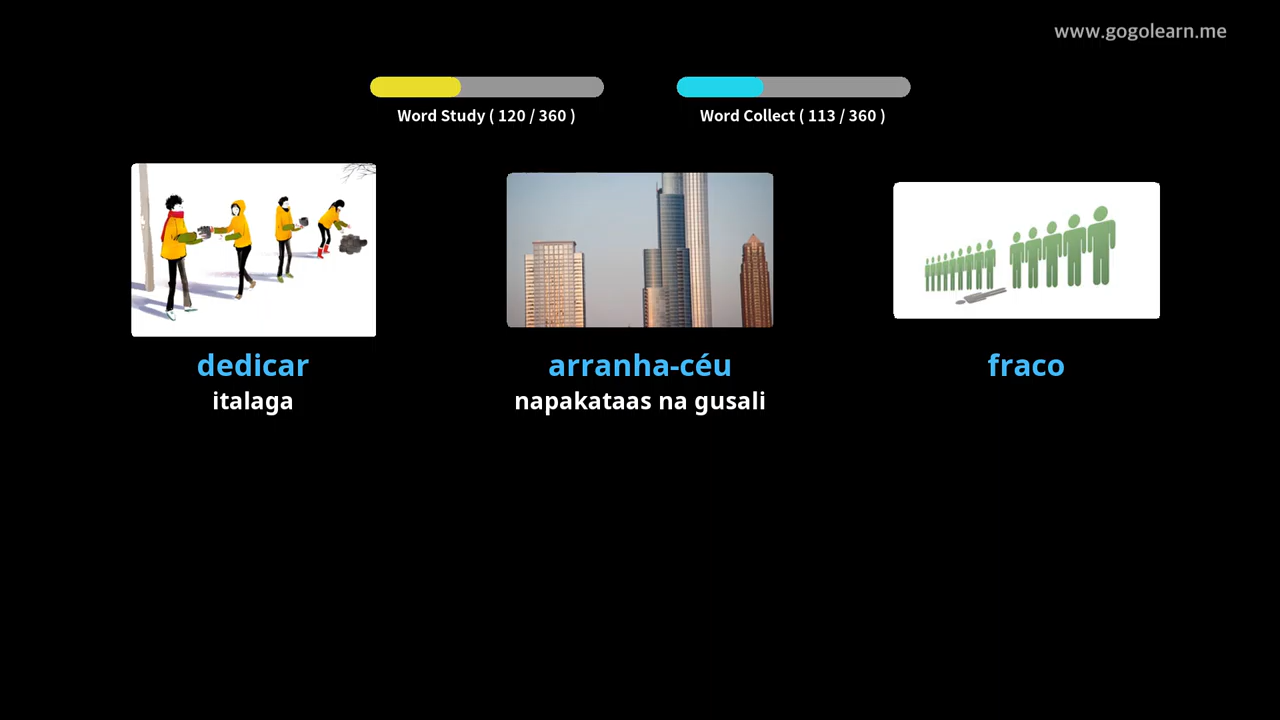 www.gogolearn.me
Word Study ( 120 / 360 )
Word Collect ( 113 / 360 )
dedicar
italaga
arranha-céu
napakataas na gusali
fraco